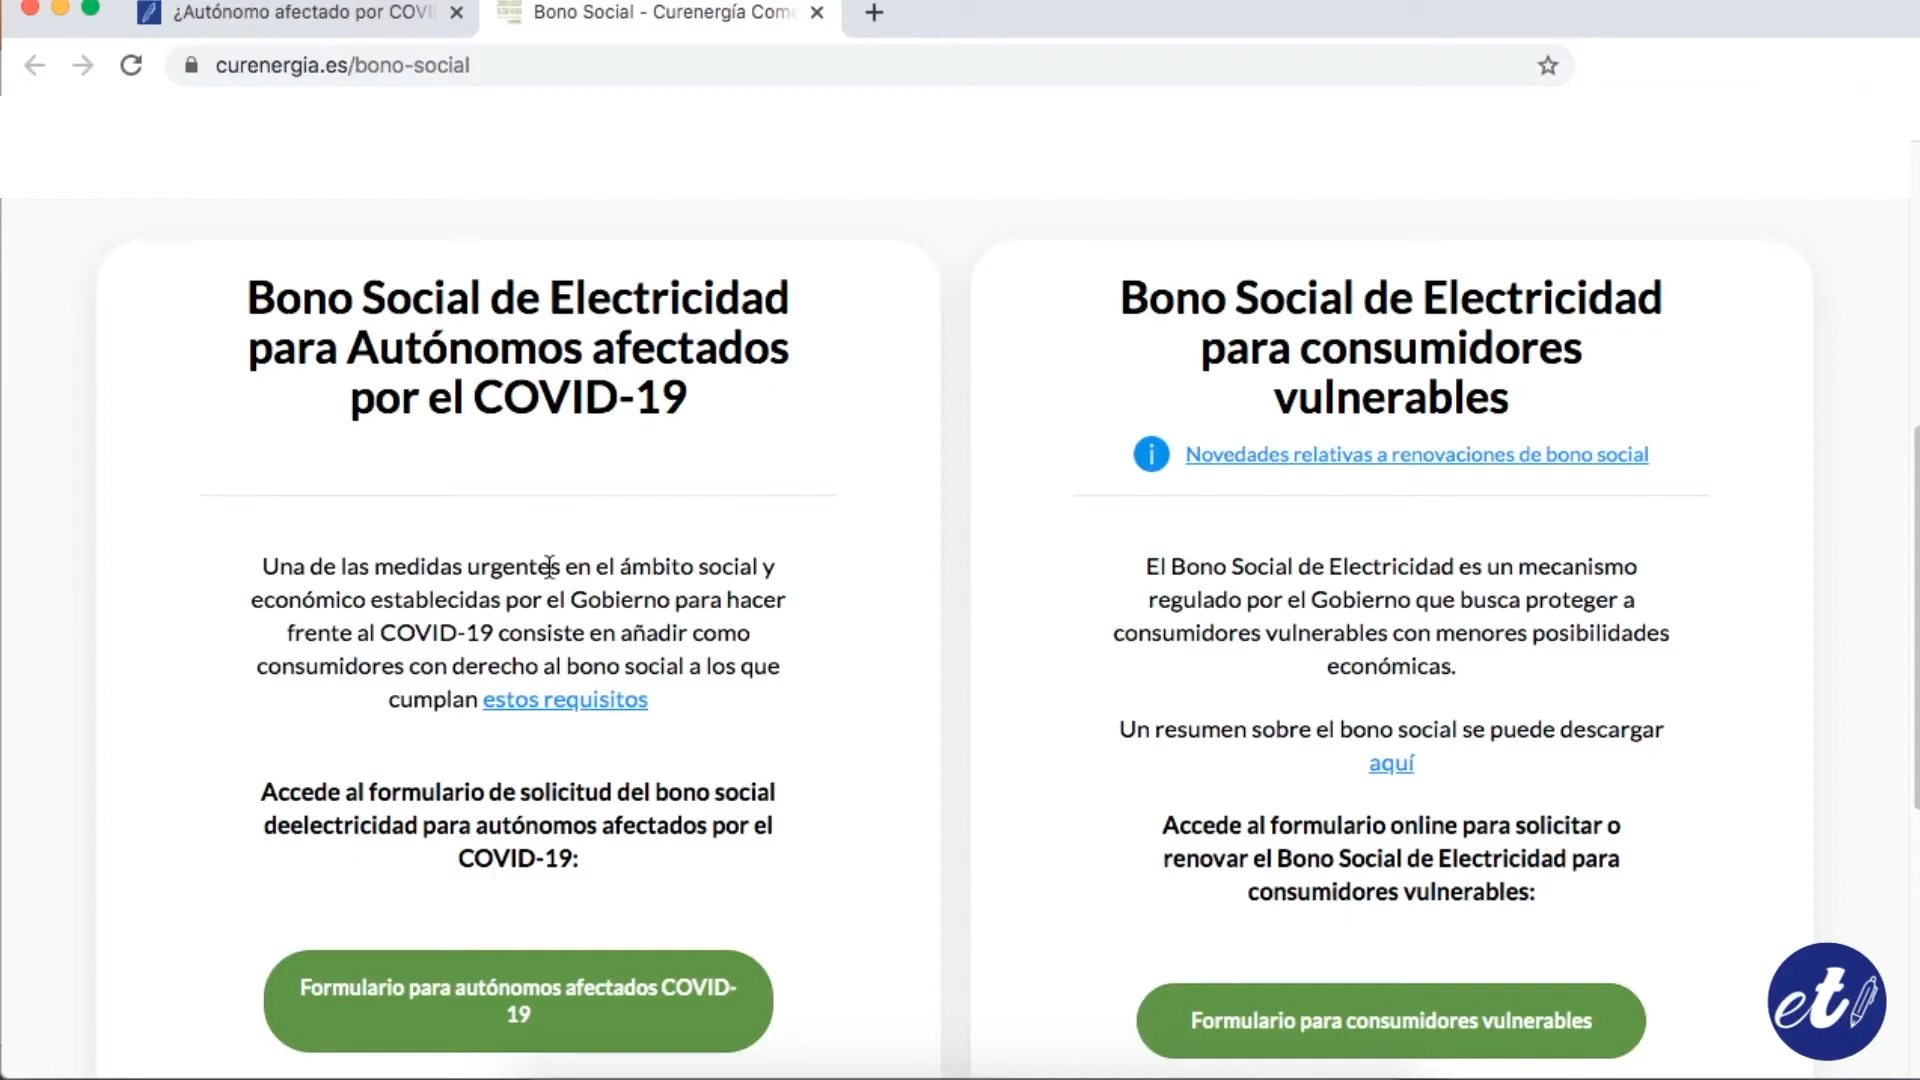 ¿Autónomo afectado por COVI
Bono Social - Curenergía Come
curenergia.es/bono-social
Bono Social de Electricidad
para Autónomos afectados
por el COVID-19
Una de las medidas urgentes en el ámbito social y
económico establecidas por el Gobierno para hacer
frente al COVID-19 consiste en añadir como
consumidores con derecho al bono social a los que
cumplan estos requisitos
Accede al formulario de solicitud del bono social
deelectricidad para autónomos afectados por el
COVID-19:
Formulario para autónomos afectados COVID-
19
Bono Social de Electricidad
para consumidores
vulnerables
i Novedades relativas a renovaciones de bono social
El Bono Social de Electricidad es un mecanismo
regulado por el Gobierno que busca proteger a
consumidores vulnerables con menores posibilidades
económicas.
Un resumen sobre el bono social se puede descargar
aquí
Accede al formulario online para solicitar o
renovar el Bono Social de Electricidad para
consumidores vulnerables:
Formulario para consumidores vulnerables
et